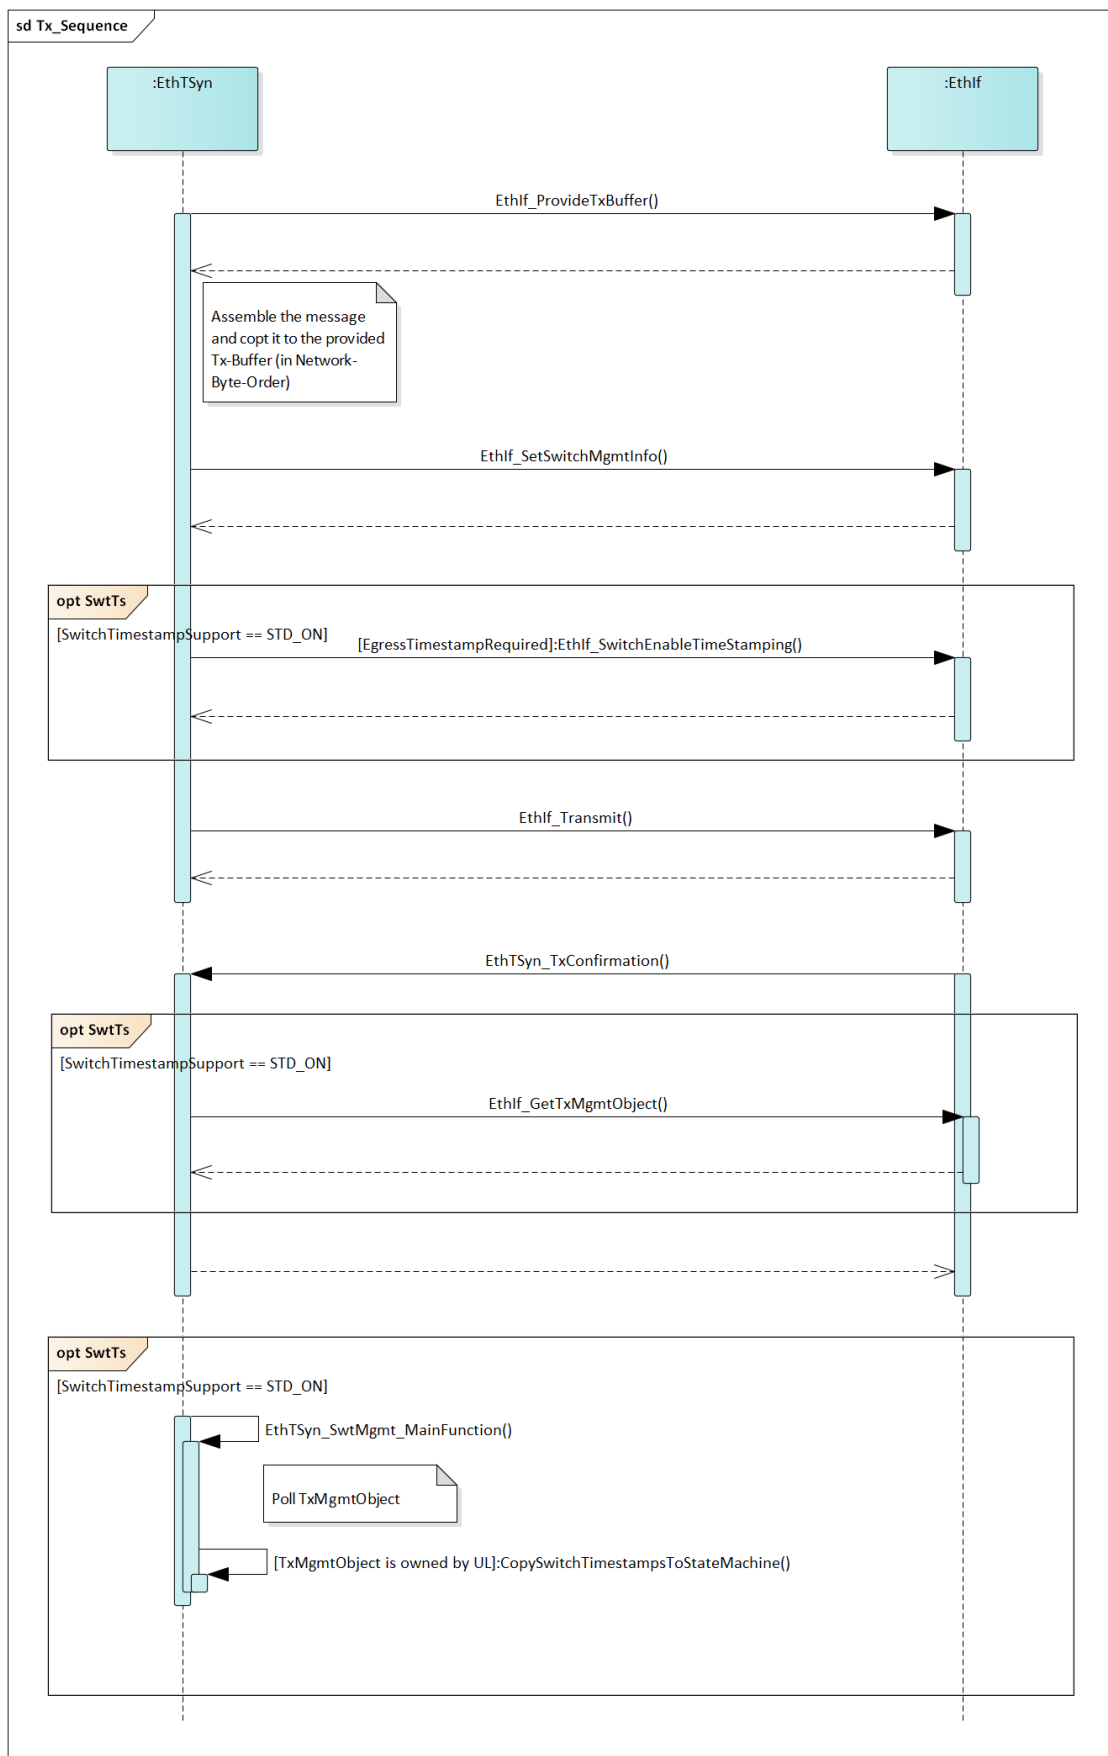 sd Tx_Sequence
:EthTSyn
:EthIf
EthIf_ProvideTxBuffer()
Assemble the message
and copt it to the provided
Tx-Buffer (in Network-
Byte-Order)
EthIf_SetSwitchMgmtInfo()
opt SwtTs
[SwitchTimestampSupport == STD_ON]
[EgressTimestampRequired]:EthIf_SwitchEnableTimeStamping()
EthIf_Transmit()
EthTSyn_TxConfirmation()
opt SwtTs
[SwitchTimestampSupport == STD_ON]
EthIf_GetTxMgmtObject()
opt SwtTs
[SwitchTimestampSupport == STD_ON]
EthTSyn_SwtMgmt_MainFunction()
Poll TxMgmtObject
[TxMgmtObject is owned by UL]:CopySwitchTimestampsToStateMachine()